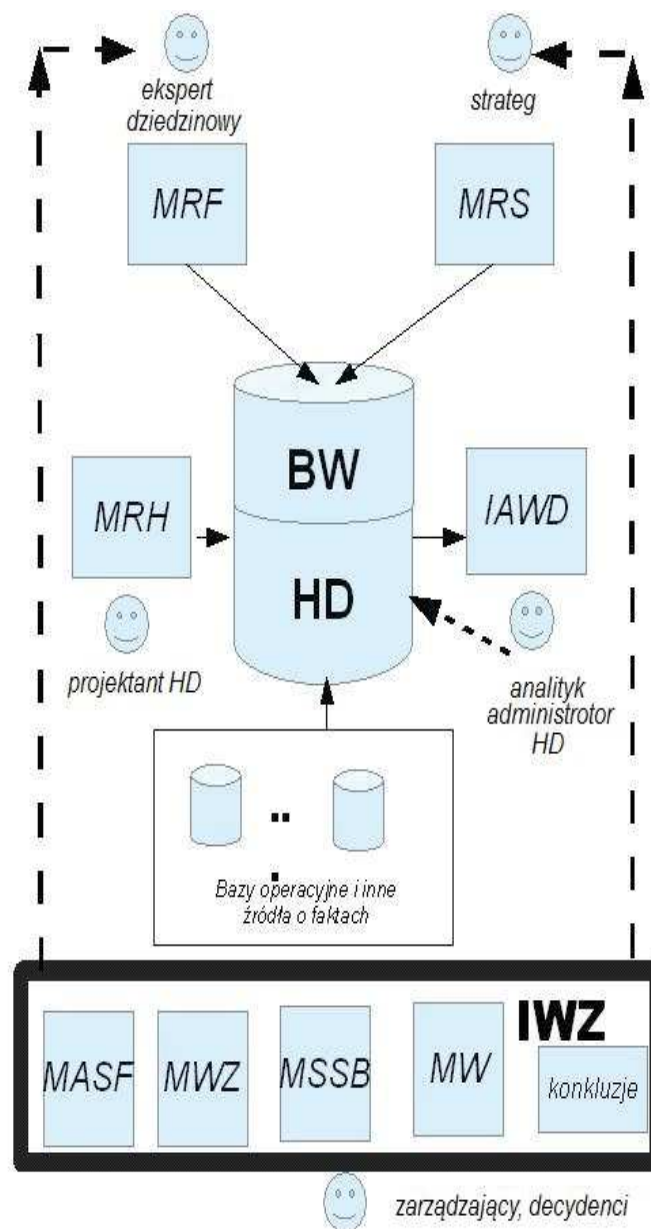 ekspert
dziedzinowy
strateg
MRF
MRS
BW
MRH
IAWD
HD
projektant HD
analityk
administrotor
HD
Bazy operacyjne i inne
źródła o faktach
IWZ
MASF
MWZ
MSSB
MW
konkluzje
zarządzający, decydenci